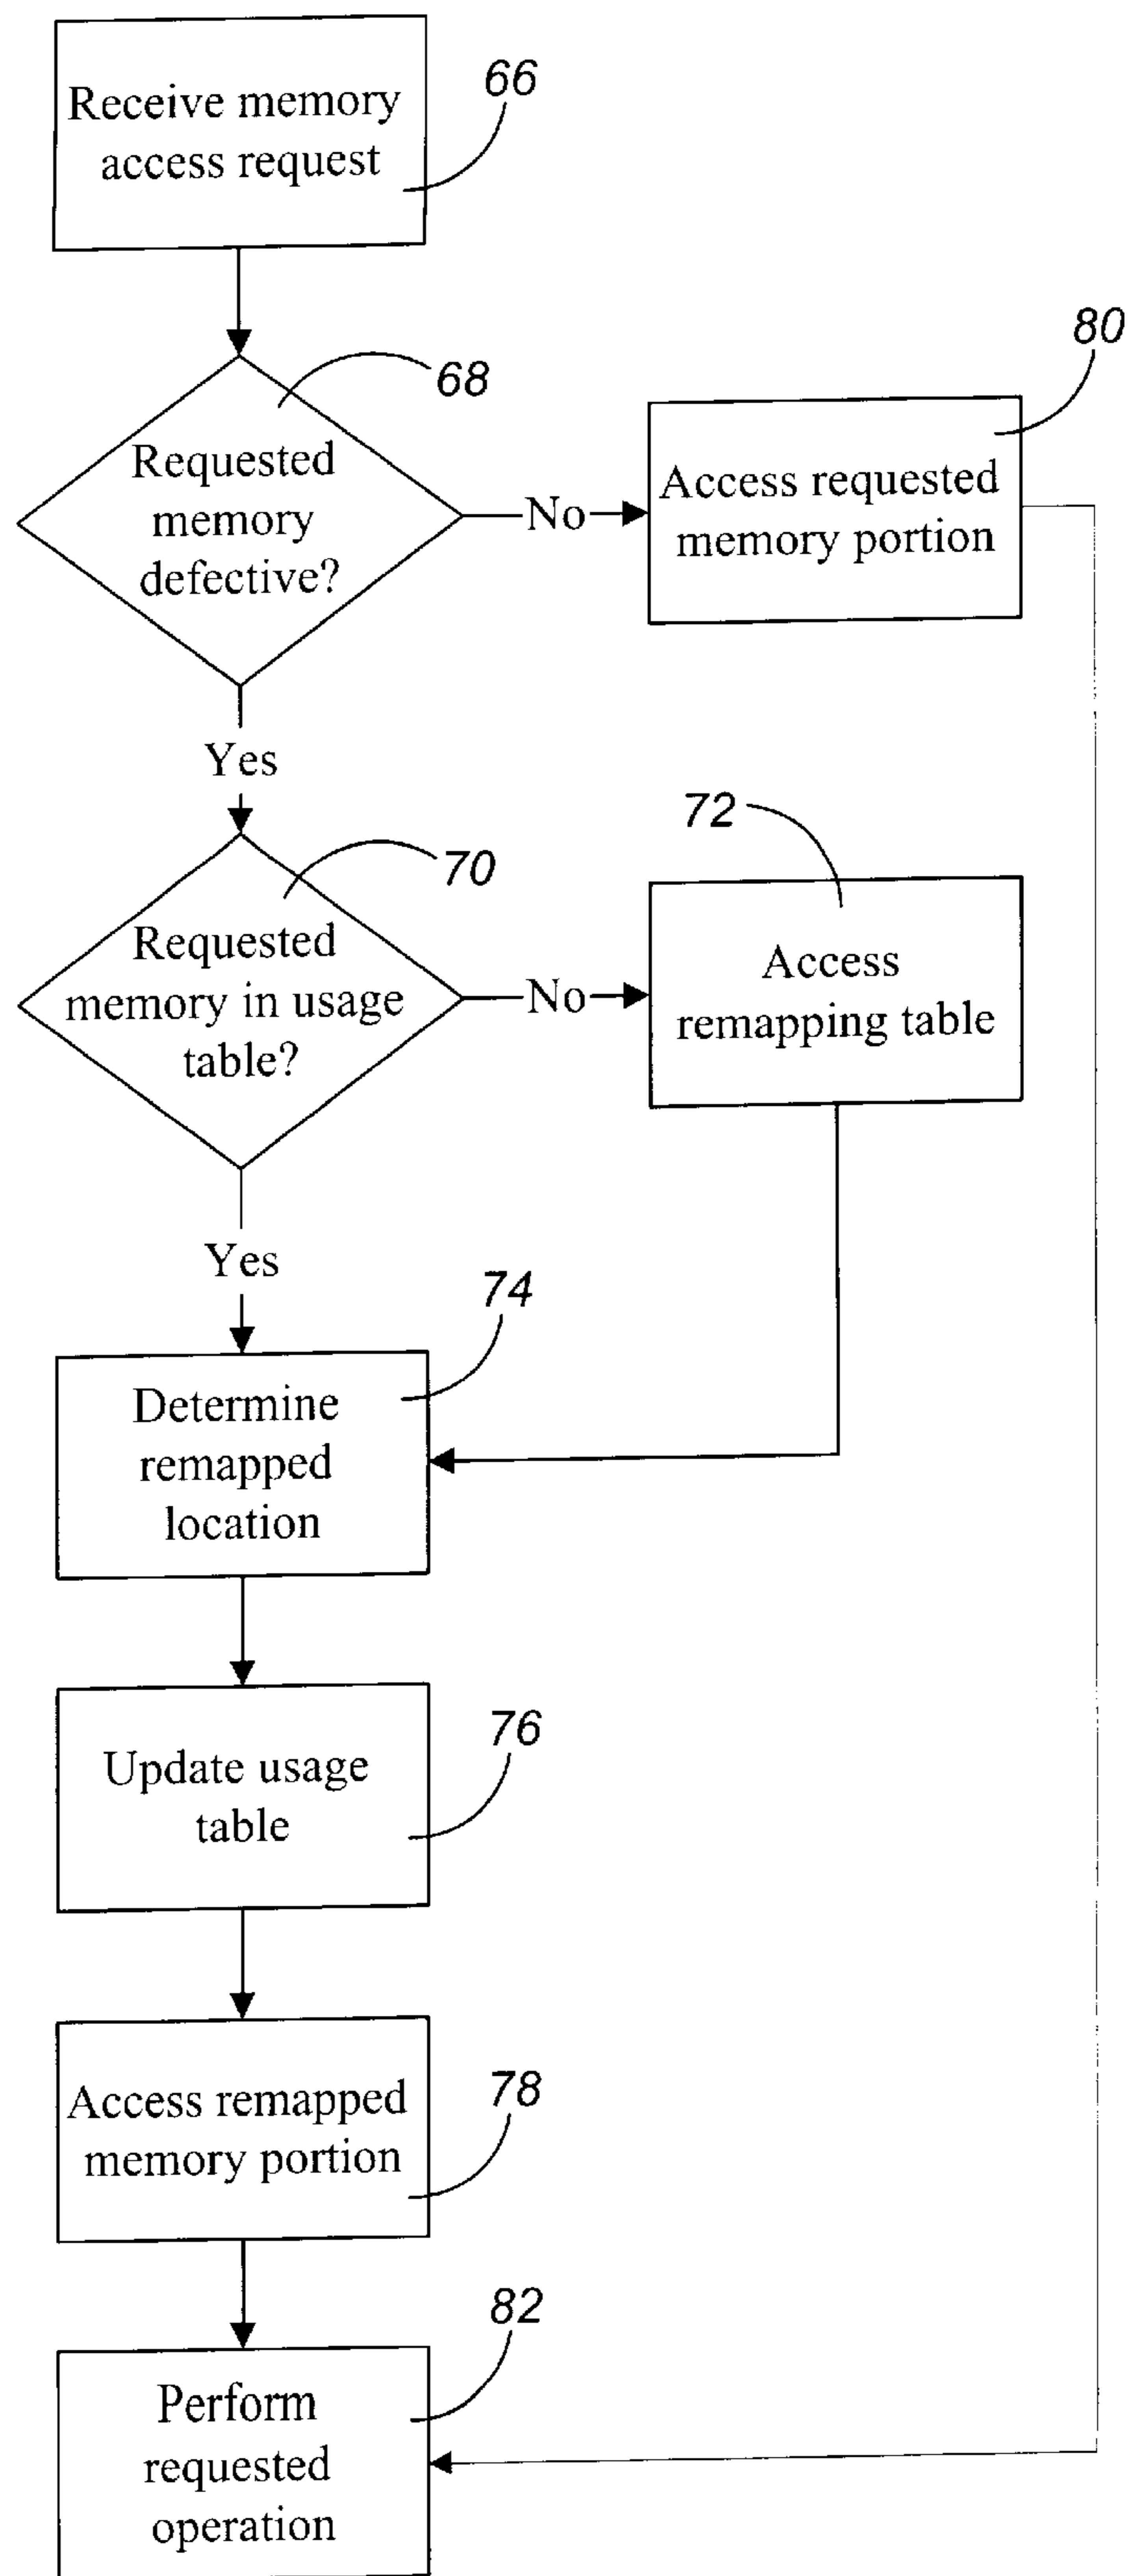 Receive memory
access request
66
68
Requested
memory
defective?
No
80
Access requested
memory portion
Yes
70
Requested
memory in usage
table?
No
72
Access
remapping table
Yes
74
Determine
remapped
location
76
Update usage
table
78
Access remapped
memory portion
82
Perform
requested
operation